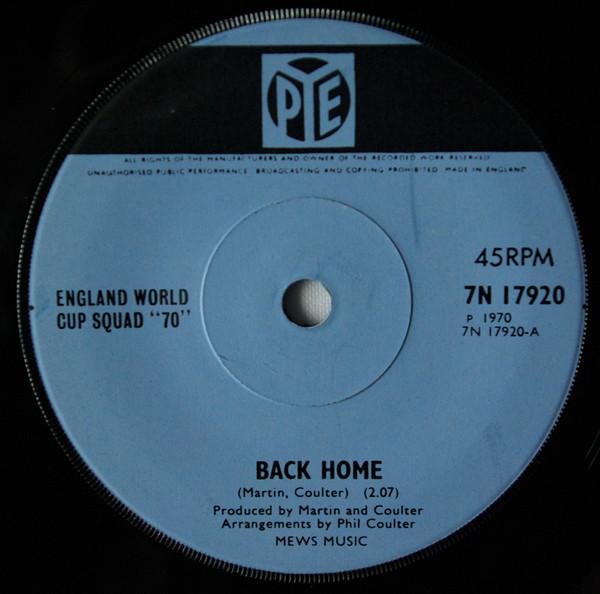 PYE
ALL RIGHTS OF THE MANUFACTURERS AND OWNER OF THE RECORDED WORK RESERVED
UNAUTHORISED PUBLIC PERFORMANCE BROADCASTING AND COPYING PROHIBITED MADE IN ENGLAND
45RPM
ENGLAND WORLD
CUP SQUAD "70"
7N 17920
P 1970
7N 17920-A
BACK HOME
(Martin, Coulter) (2.07)
Produced by Martin and Coulter
Arrangements by Phil Coulter
MEWS MUSIC